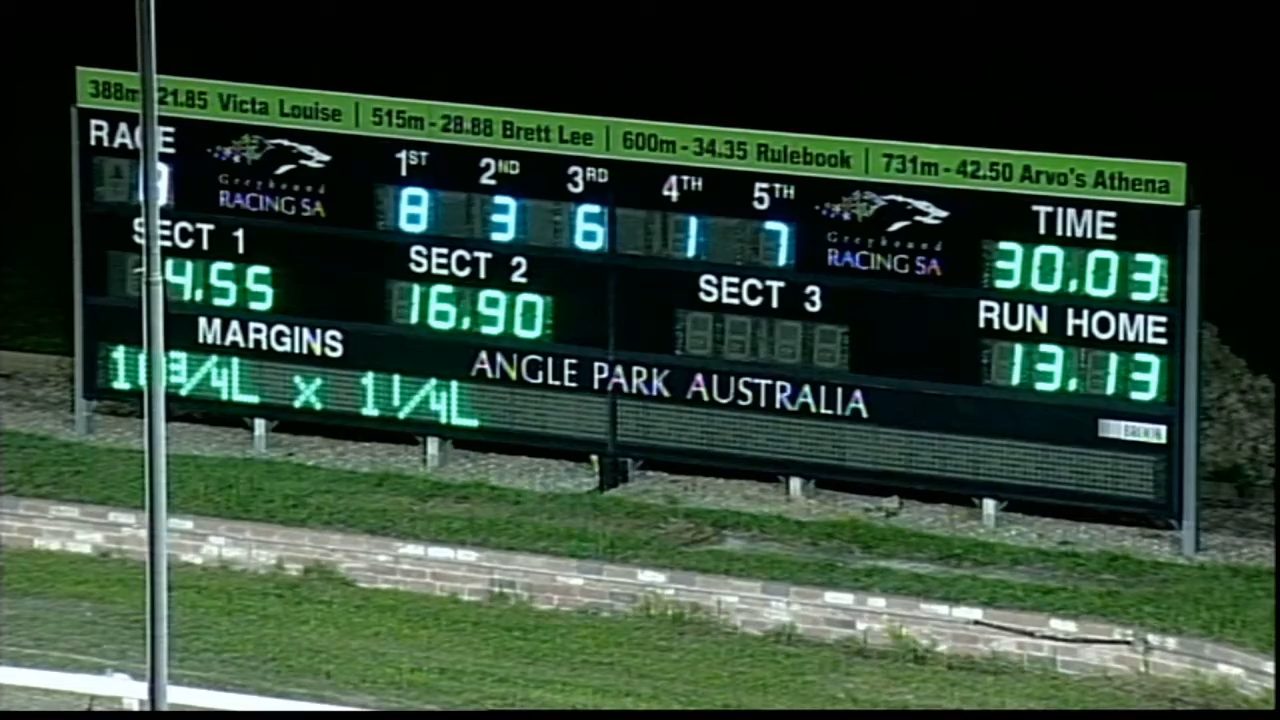 388m 21.85 Victa Louise | 515m - 28.88 Brett Lee | 600m - 34.35 Rulebook | 731m - 42.50 Arvo's Athena
RACE
Greyhound RACING SA
1ST 2ND 3RD 4TH 5TH
8 3 6 1 7
Greyhound RACING SA
TIME
30.03
SECT 1
4.55
SECT 2
16.90
SECT 3
RUN HOME
13.13
MARGINS
3/4L x 1 1/4L
ANGLE PARK AUSTRALIA